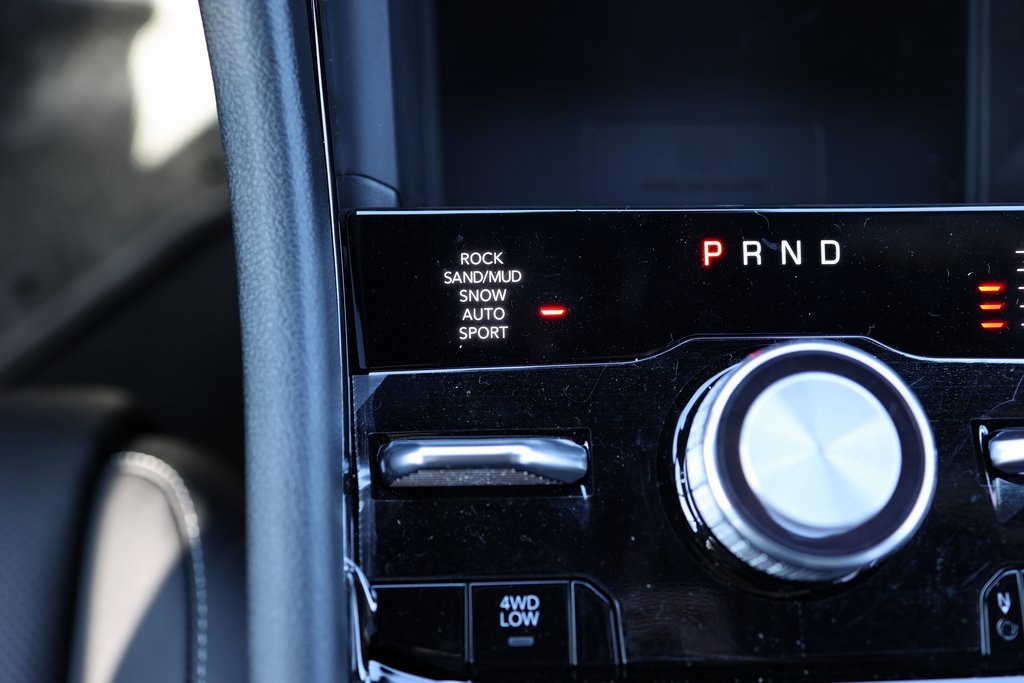 ROCK
SAND/MUD
SNOW
AUTO
SPORT
P R N D
4WD
LOW
N